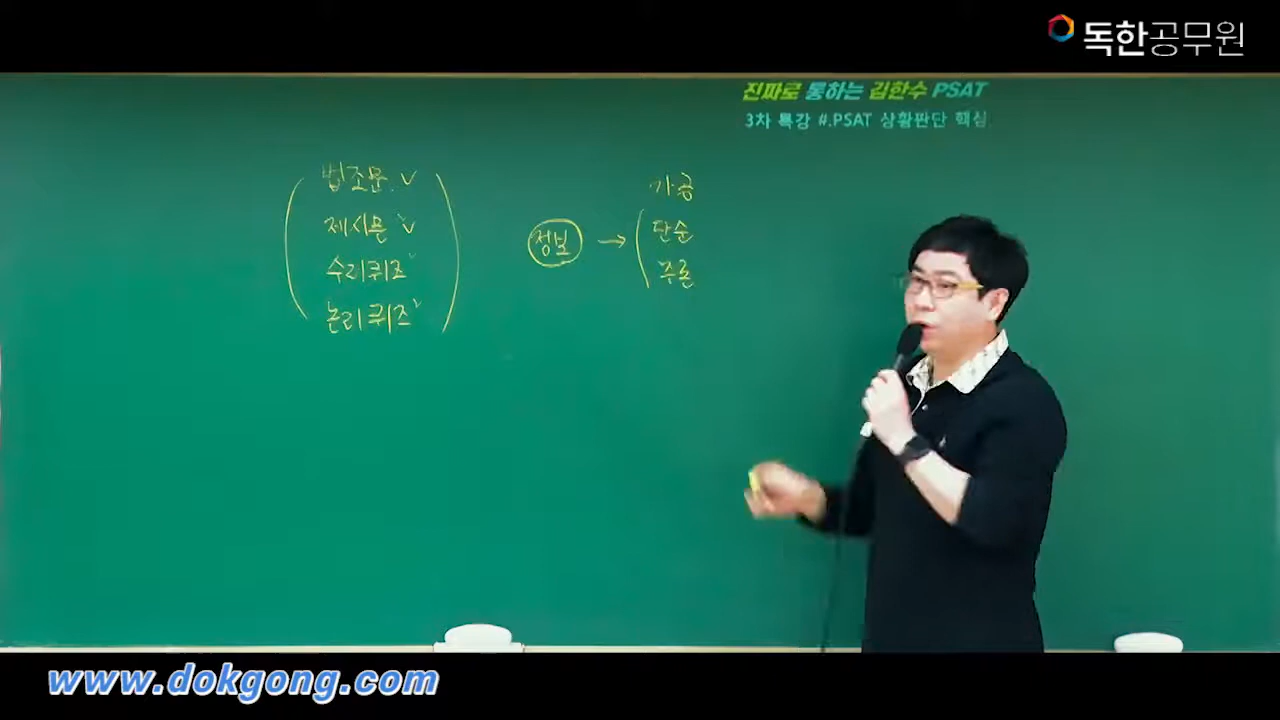 독한공무원
진짜로 통하는 김한수 PSAT
3차 특강 #.PSAT 상황판단 핵심
법조문 ✓
제시문 ✓
수리퀴즈
논리퀴즈
정보 →
가공
단순
추론
www.dokgong.com